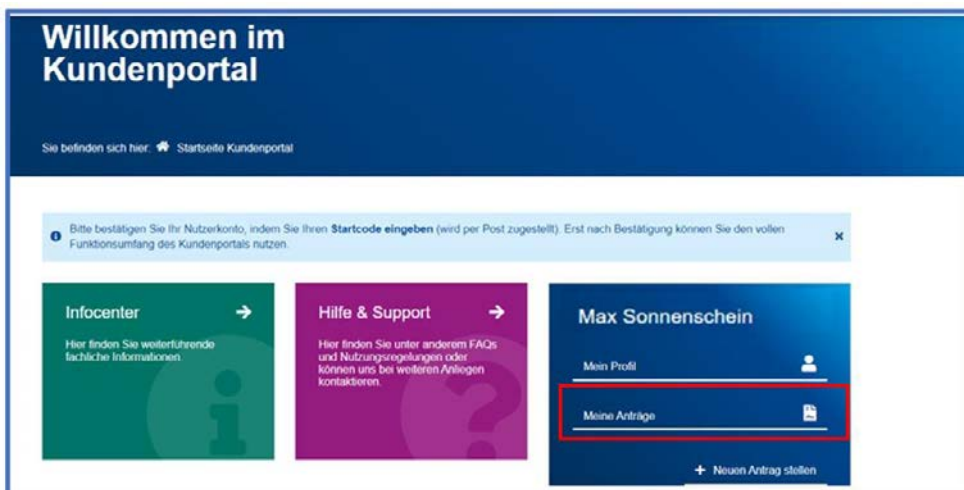 Willkommen im
Kundenportal
Sie befinden sich hier: Startseite Kundenportal
Bitte bestätigen Sie Ihr Nutzerkonto, indem Sie Ihren Startcode eingeben (wird per Post zugestellt). Erst nach Bestätigung können Sie den vollen
Funktionsumfang des Kundenportals nutzen.
Infocenter
Hier finden Sie weiterführende
fachliche Informationen.
Hilfe & Support
Hier finden Sie unter anderem FAQs
und Nutzungsregelungen oder
können uns bei weiteren Anliegen
kontaktieren.
Max Sonnenschein
Mein Profil
Meine Anträge
+ Neuen Antrag stellen